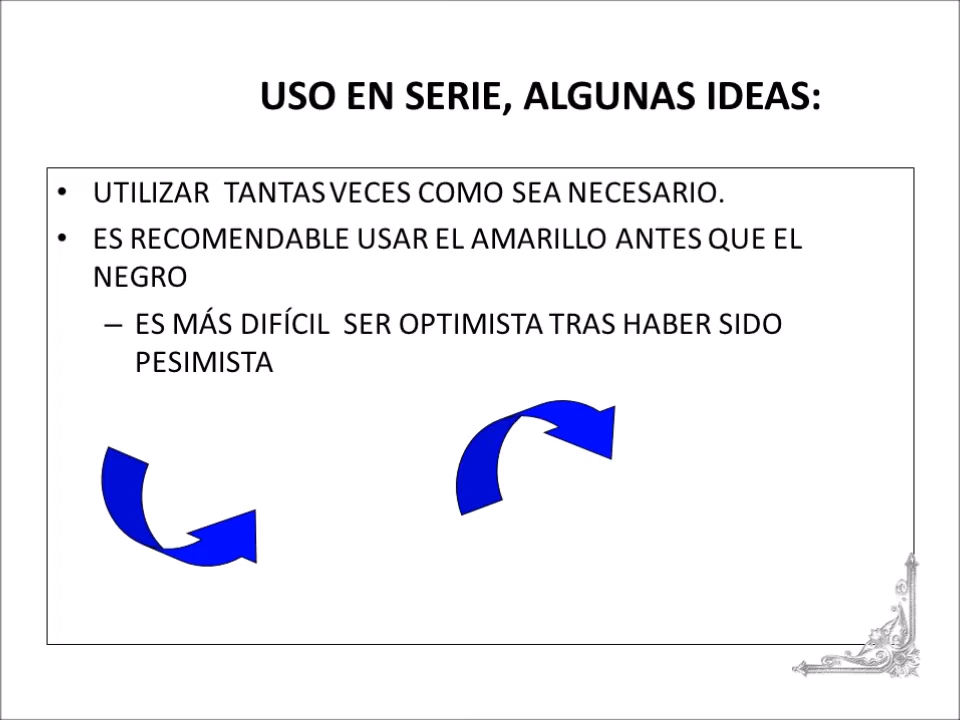 USO EN SERIE, ALGUNAS IDEAS:
• UTILIZAR TANTAS VECES COMO SEA NECESARIO.
• ES RECOMENDABLE USAR EL AMARILLO ANTES QUE EL
NEGRO
– ES MÁS DIFÍCIL SER OPTIMISTA TRAS HABER SIDO
PESIMISTA